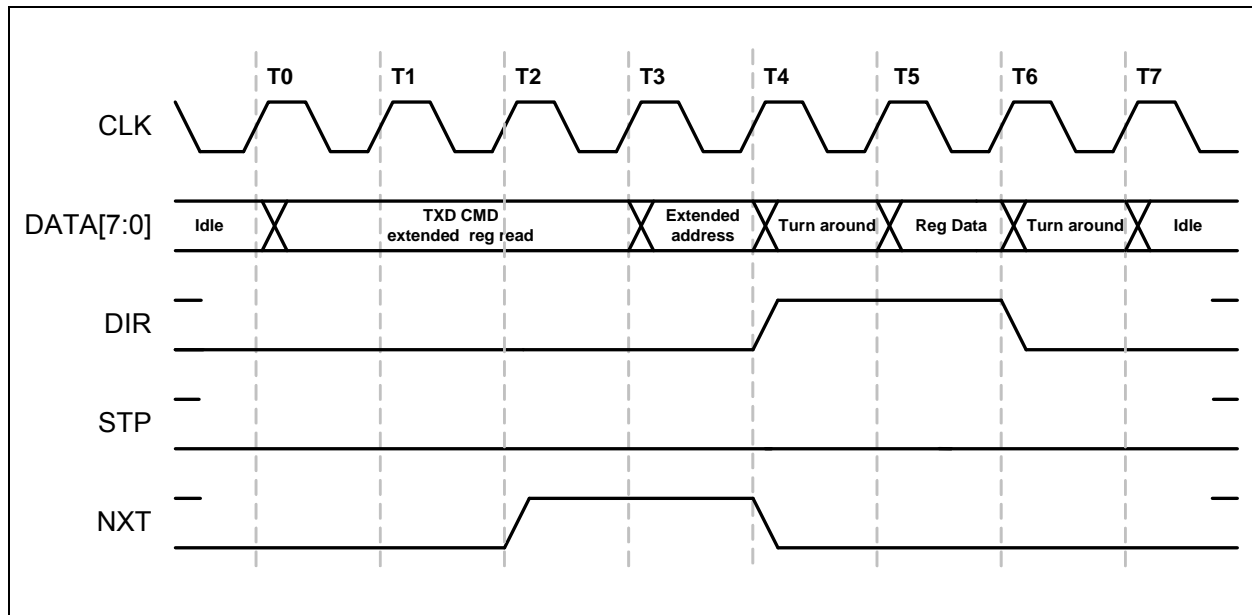 T0 T1 T2 T3 T4 T5 T6 T7
CLK
DATA[7:0]
Idle
TXD CMD
extended reg read
Extended
address
Turn around
Reg Data
Turn around
Idle
DIR
STP
NXT